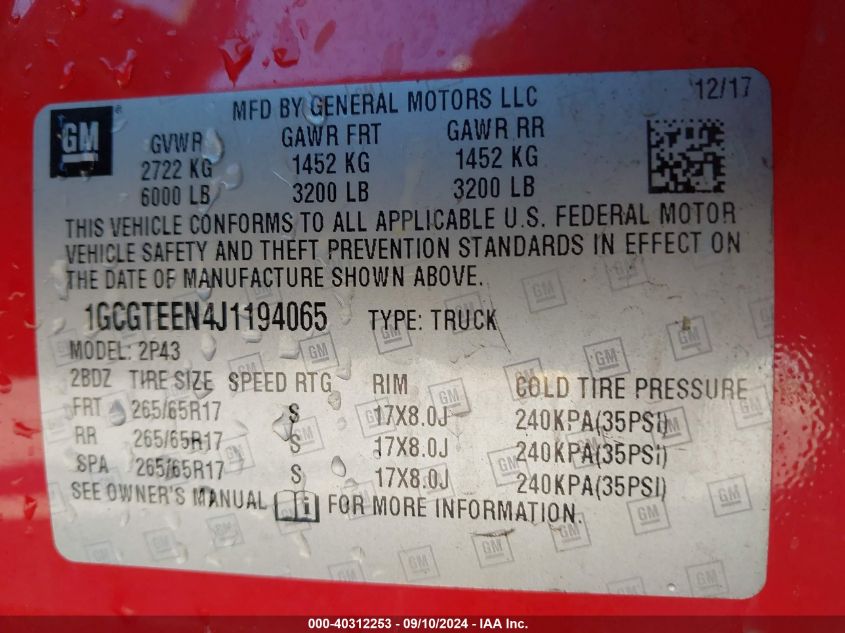 MFD BY GENERAL MOTORS LLC 12/17
GM
GVWR GAWR FRT GAWR RR
2722 KG 1452 KG 1452 KG
6000 LB 3200 LB 3200 LB
THIS VEHICLE CONFORMS TO ALL APPLICABLE U.S. FEDERAL MOTOR
VEHICLE SAFETY AND THEFT PREVENTION STANDARDS IN EFFECT ON
THE DATE OF MANUFACTURE SHOWN ABOVE.
1GCGTEEN4J1194065 TYPE: TRUCK
MODEL: 2P43
2BDZ TIRE SIZE SPEED RTG RIM COLD TIRE PRESSURE
FRT 265/65R17 S 17X8.0J 240KPA(35PSI)
RR 265/65R17 S 17X8.0J 240KPA(35PSI)
SPA 265/65R17 S 17X8.0J 240KPA(35PSI)
SEE OWNER'S MANUAL i FOR MORE INFORMATION.
000-40312253 - 09/10/2024 - IAA Inc.